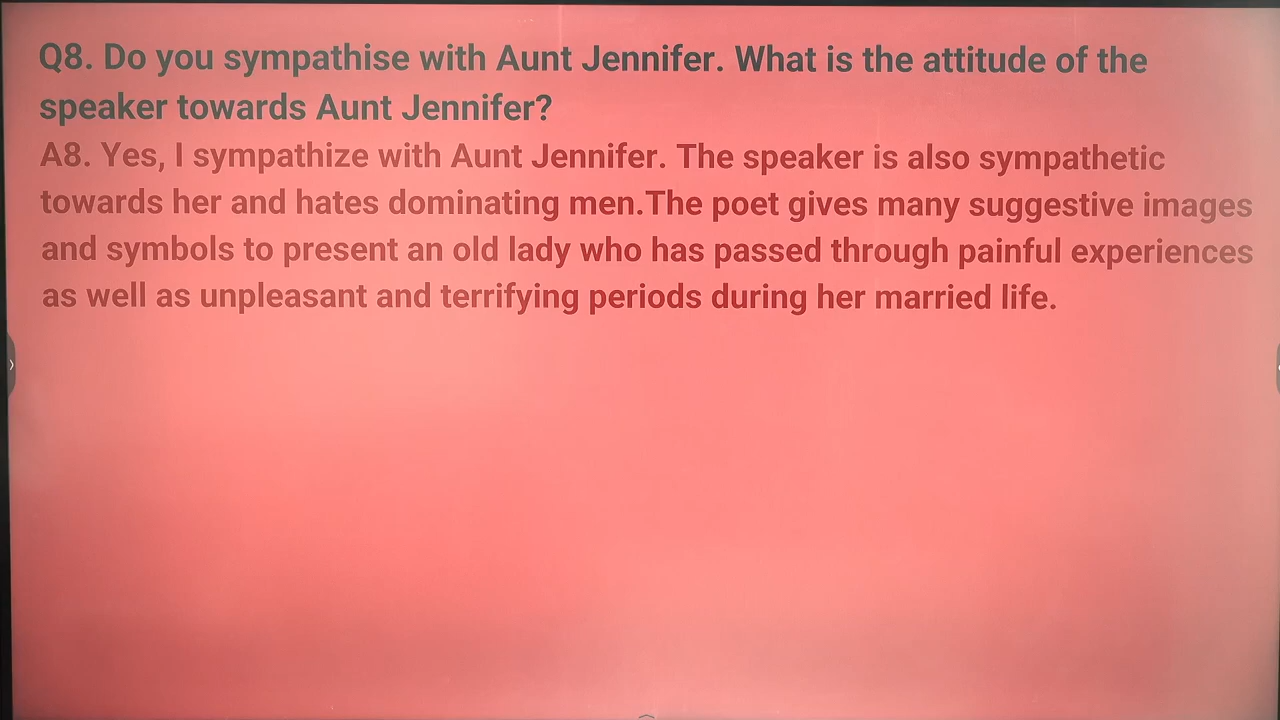 Q8. Do you sympathise with Aunt Jennifer. What is the attitude of the
speaker towards Aunt Jennifer?
A8. Yes, I sympathize with Aunt Jennifer. The speaker is also sympathetic
towards her and hates dominating men.The poet gives many suggestive images
and symbols to present an old lady who has passed through painful experiences
as well as unpleasant and terrifying periods during her married life.